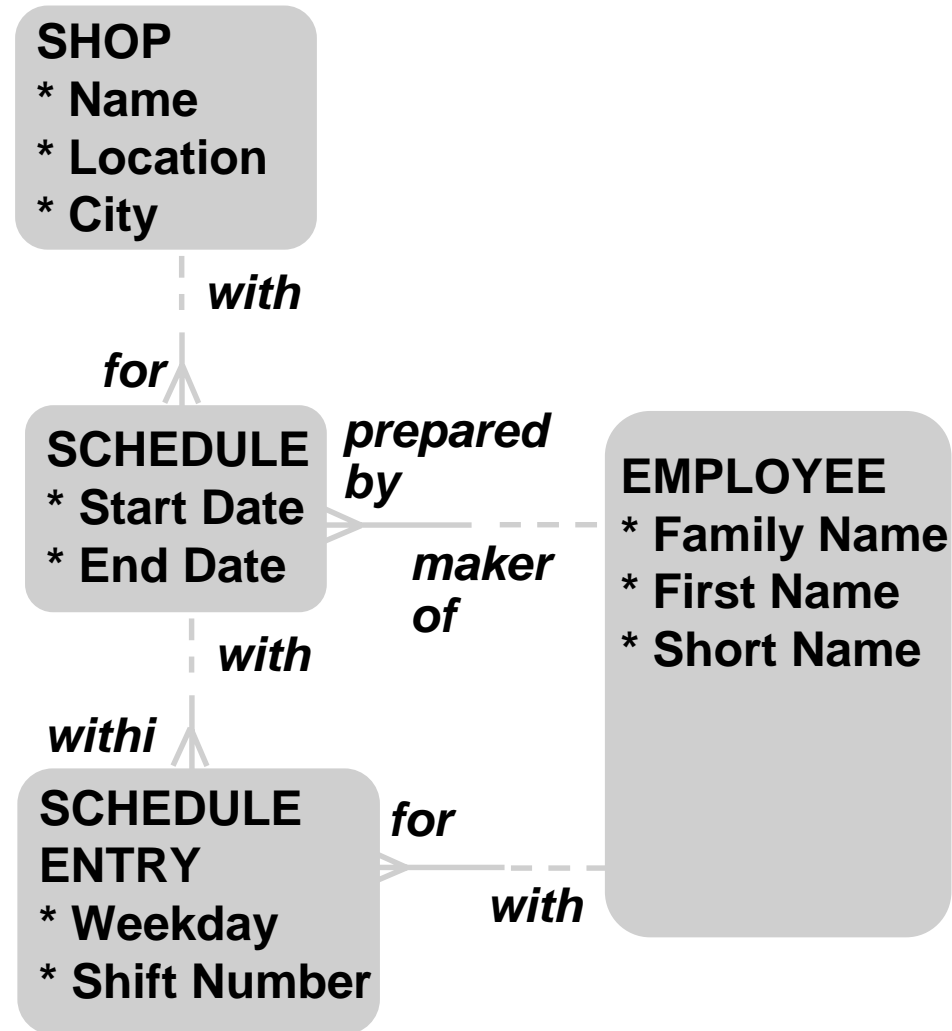 SHOP
* Name
* Location
* City
with
for
SCHEDULE
* Start Date
* End Date
prepared
by
maker
of
EMPLOYEE
* Family Name
* First Name
* Short Name
with
withi
SCHEDULE
ENTRY
* Weekday
* Shift Number
for
with